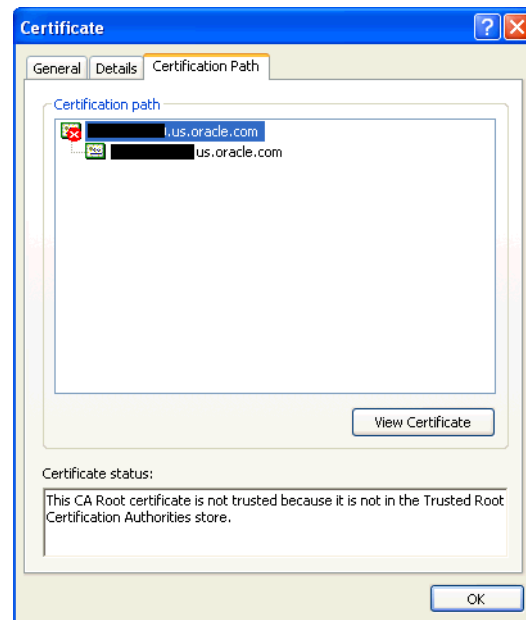 Certificate
General Details Certification Path
Certification path
.us.oracle.com
us.oracle.com
View Certificate
Certificate status:
This CA Root certificate is not trusted because it is not in the Trusted Root
Certification Authorities store.
OK